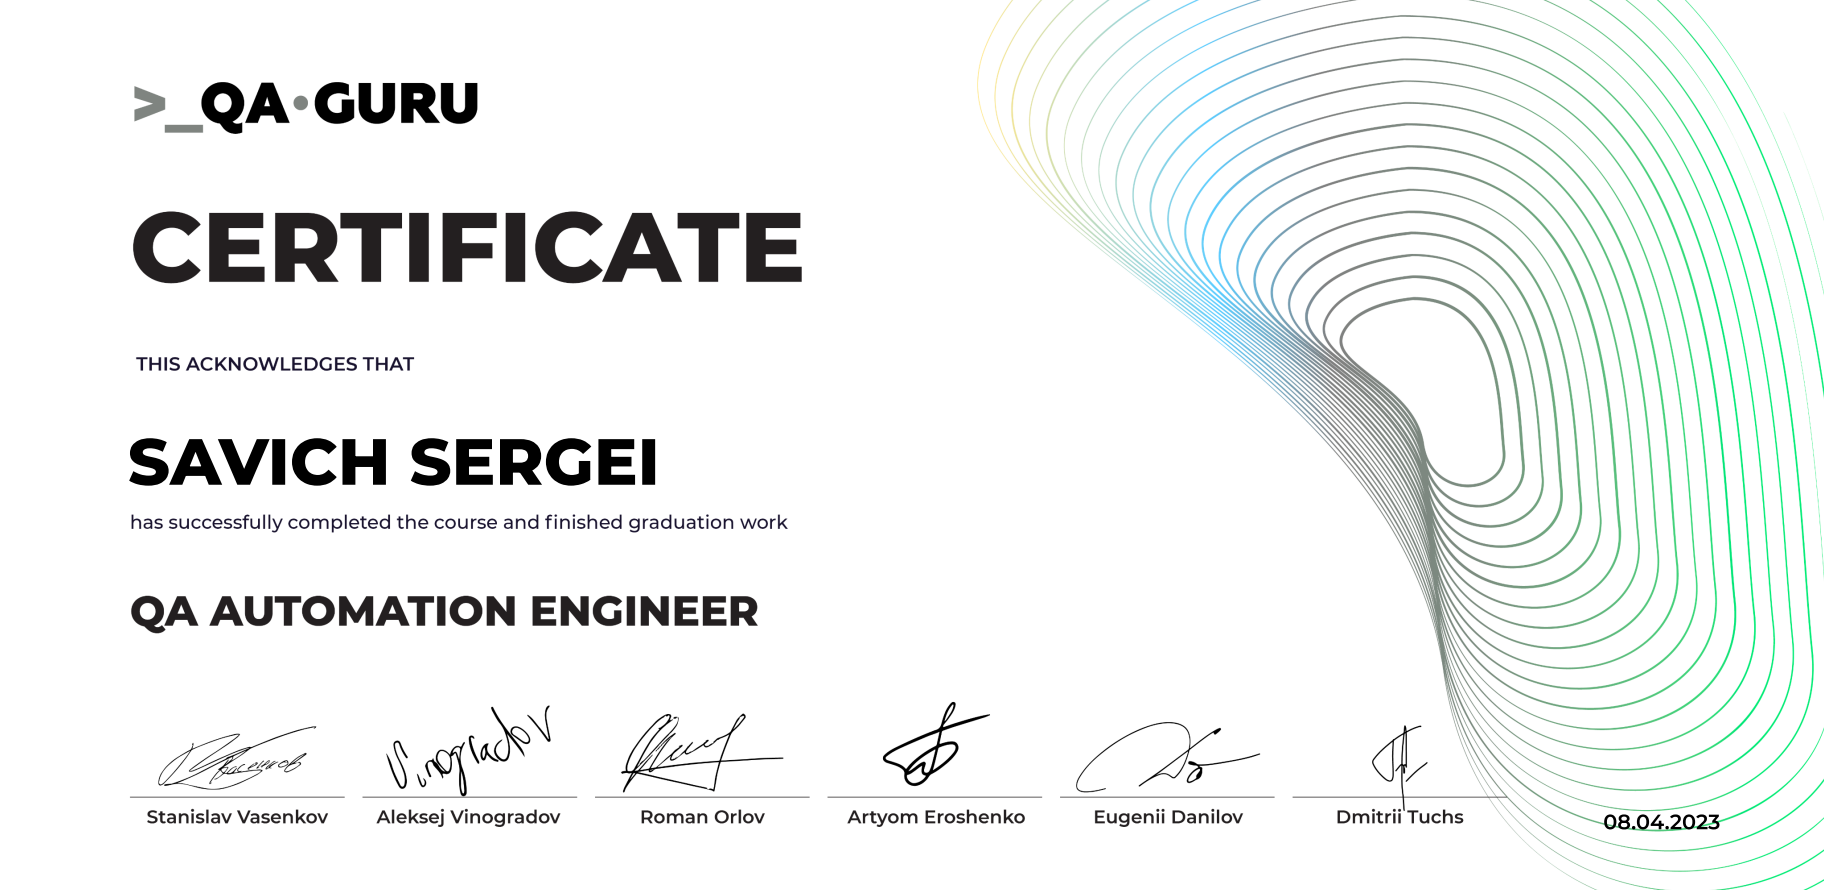 >_QA•GURU
CERTIFICATE
THIS ACKNOWLEDGES THAT
SAVICH SERGEI
has successfully completed the course and finished graduation work
QA AUTOMATION ENGINEER
Vinogradov
Stanislav Vasenkov
Aleksej Vinogradov
Roman Orlov
Artyom Eroshenko
Eugenii Danilov
Dmitrii Tuchs
08.04.2023